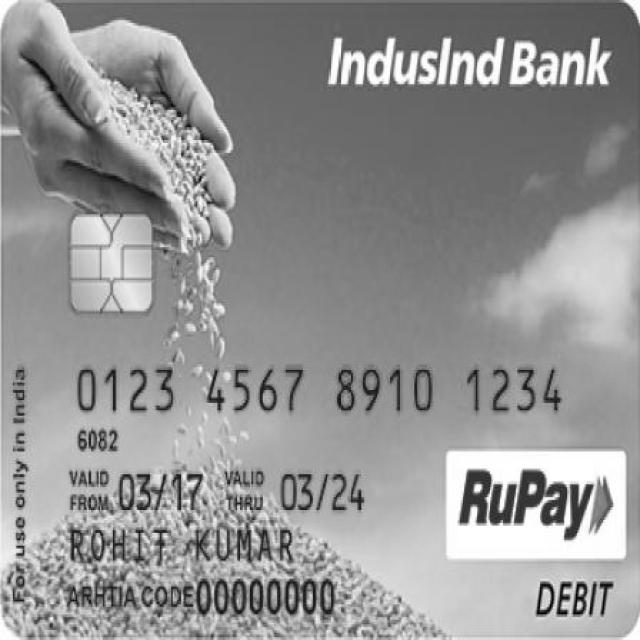 IndusInd Bank
For use only in India
0123 4567 8910 1234
6082
VALID FROM 03/17 VALID THRU 03/24
ROHIT KUMAR
ARHTIA CODE 00000000
RuPay
DEBIT